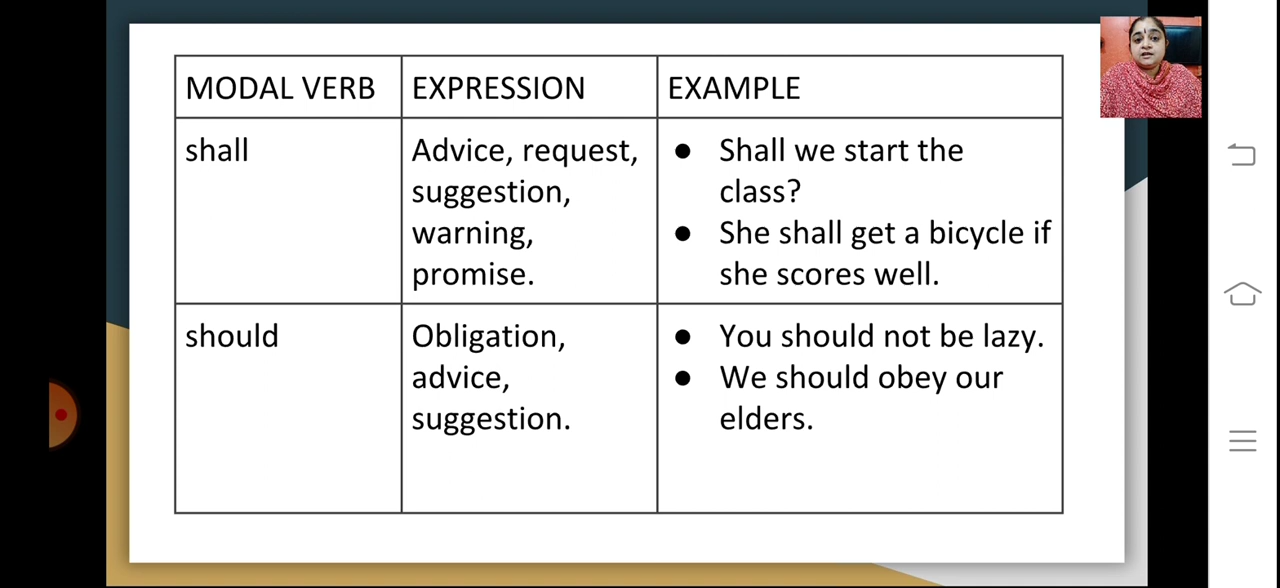 MODAL VERB EXPRESSION EXAMPLE
shall
Advice, request,
suggestion,
warning,
promise.
● Shall we start the
class?
● She shall get a bicycle if
she scores well.
should
Obligation,
advice,
suggestion.
● You should not be lazy.
● We should obey our
elders.